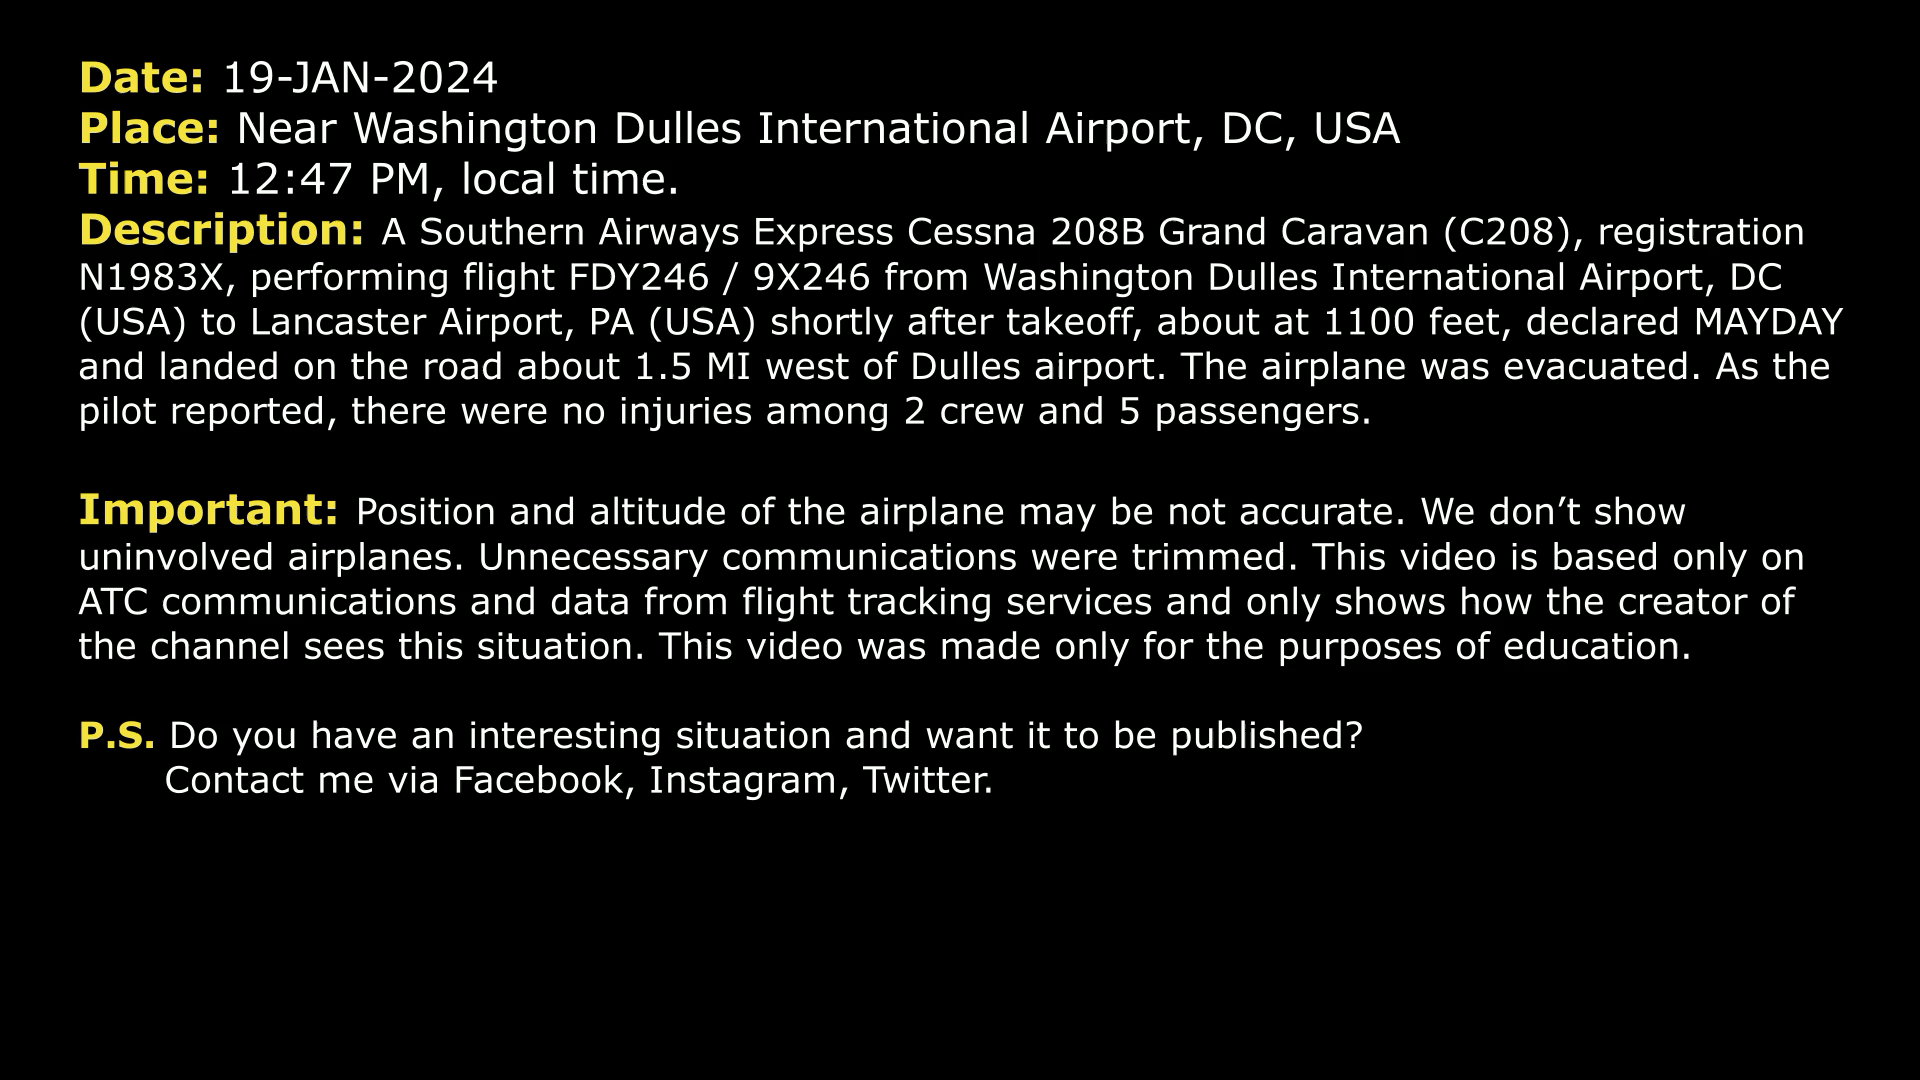 Date: 19-JAN-2024
Place: Near Washington Dulles International Airport, DC, USA
Time: 12:47 PM, local time.
Description: A Southern Airways Express Cessna 208B Grand Caravan (C208), registration
N1983X, performing flight FDY246 / 9X246 from Washington Dulles International Airport, DC
(USA) to Lancaster Airport, PA (USA) shortly after takeoff, about at 1100 feet, declared MAYDAY
and landed on the road about 1.5 MI west of Dulles airport. The airplane was evacuated. As the
pilot reported, there were no injuries among 2 crew and 5 passengers.
Important: Position and altitude of the airplane may be not accurate. We don’t show
uninvolved airplanes. Unnecessary communications were trimmed. This video is based only on
ATC communications and data from flight tracking services and only shows how the creator of
the channel sees this situation. This video was made only for the purposes of education.
P.S. Do you have an interesting situation and want it to be published?
Contact me via Facebook, Instagram, Twitter.